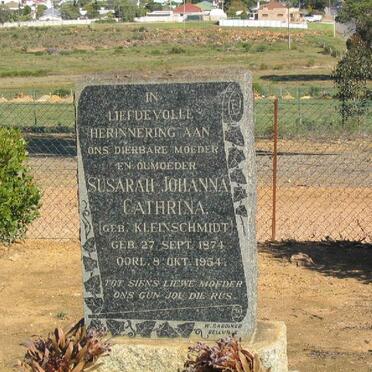 IN
LIEFDEVOLLE
HERINNERING AAN
ONS DIERBARE MOEDER
EN OUMOEDER
SUSARAH JOHANNA
CATHRINA.
(GEB. KLEINSCHMIDT)
GEB. 27 SEPT. 1874.
OORL. 8 OKT. 1954.
TOT SIENS LIEWE MOEDER
ONS GUN JOU DIE RUS.
BELLVILLE